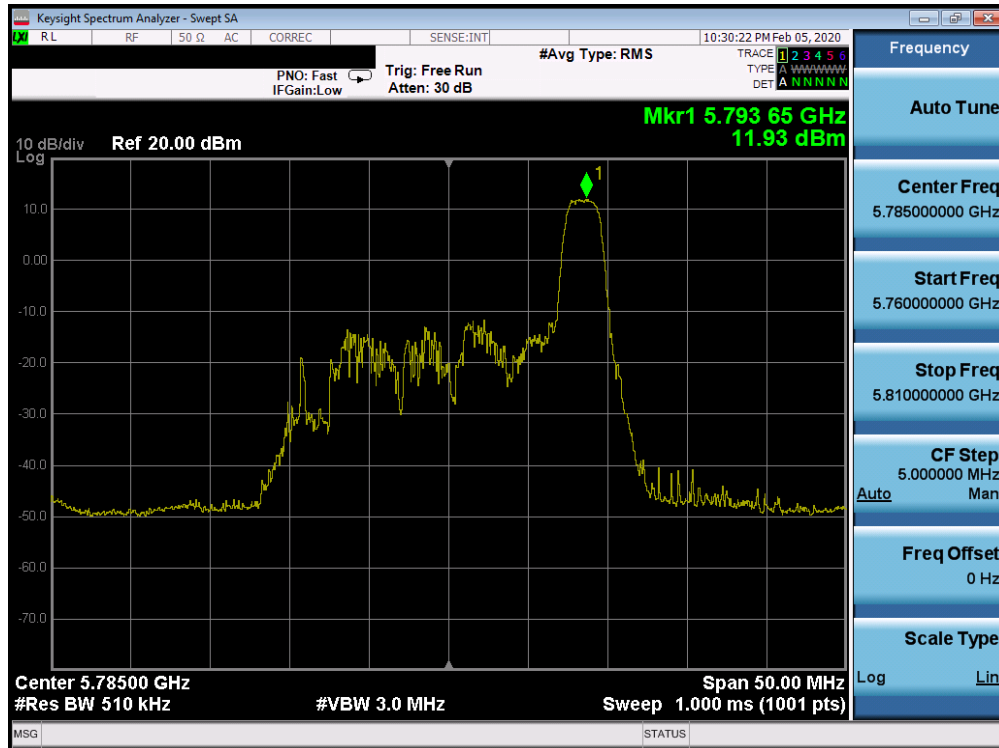 Keysight Spectrum Analyzer - Swept SA
LXI RL RF 50 Ω AC CORREC SENSE:INT 10:30:22 PM Feb 05, 2020
#Avg Type: RMS TRACE 1 2 3 4 5 6
PNO: Fast Trig: Free Run TYPE A WWWWW
IFGain:Low Atten: 30 dB DET A N N N N N
Mkr1 5.793 65 GHz
11.93 dBm
10 dB/div Ref 20.00 dBm
Log
1
10.0
0.00
-10.0
-20.0
-30.0
-40.0
-50.0
-60.0
-70.0
Center 5.78500 GHz Span 50.00 MHz
#Res BW 510 kHz #VBW 3.0 MHz Sweep 1.000 ms (1001 pts)
MSG STATUS
Frequency
Auto Tune
Center Freq
5.785000000 GHz
Start Freq
5.760000000 GHz
Stop Freq
5.810000000 GHz
CF Step
5.000000 MHz
Auto Man
Freq Offset
0 Hz
Scale Type
Log Lin